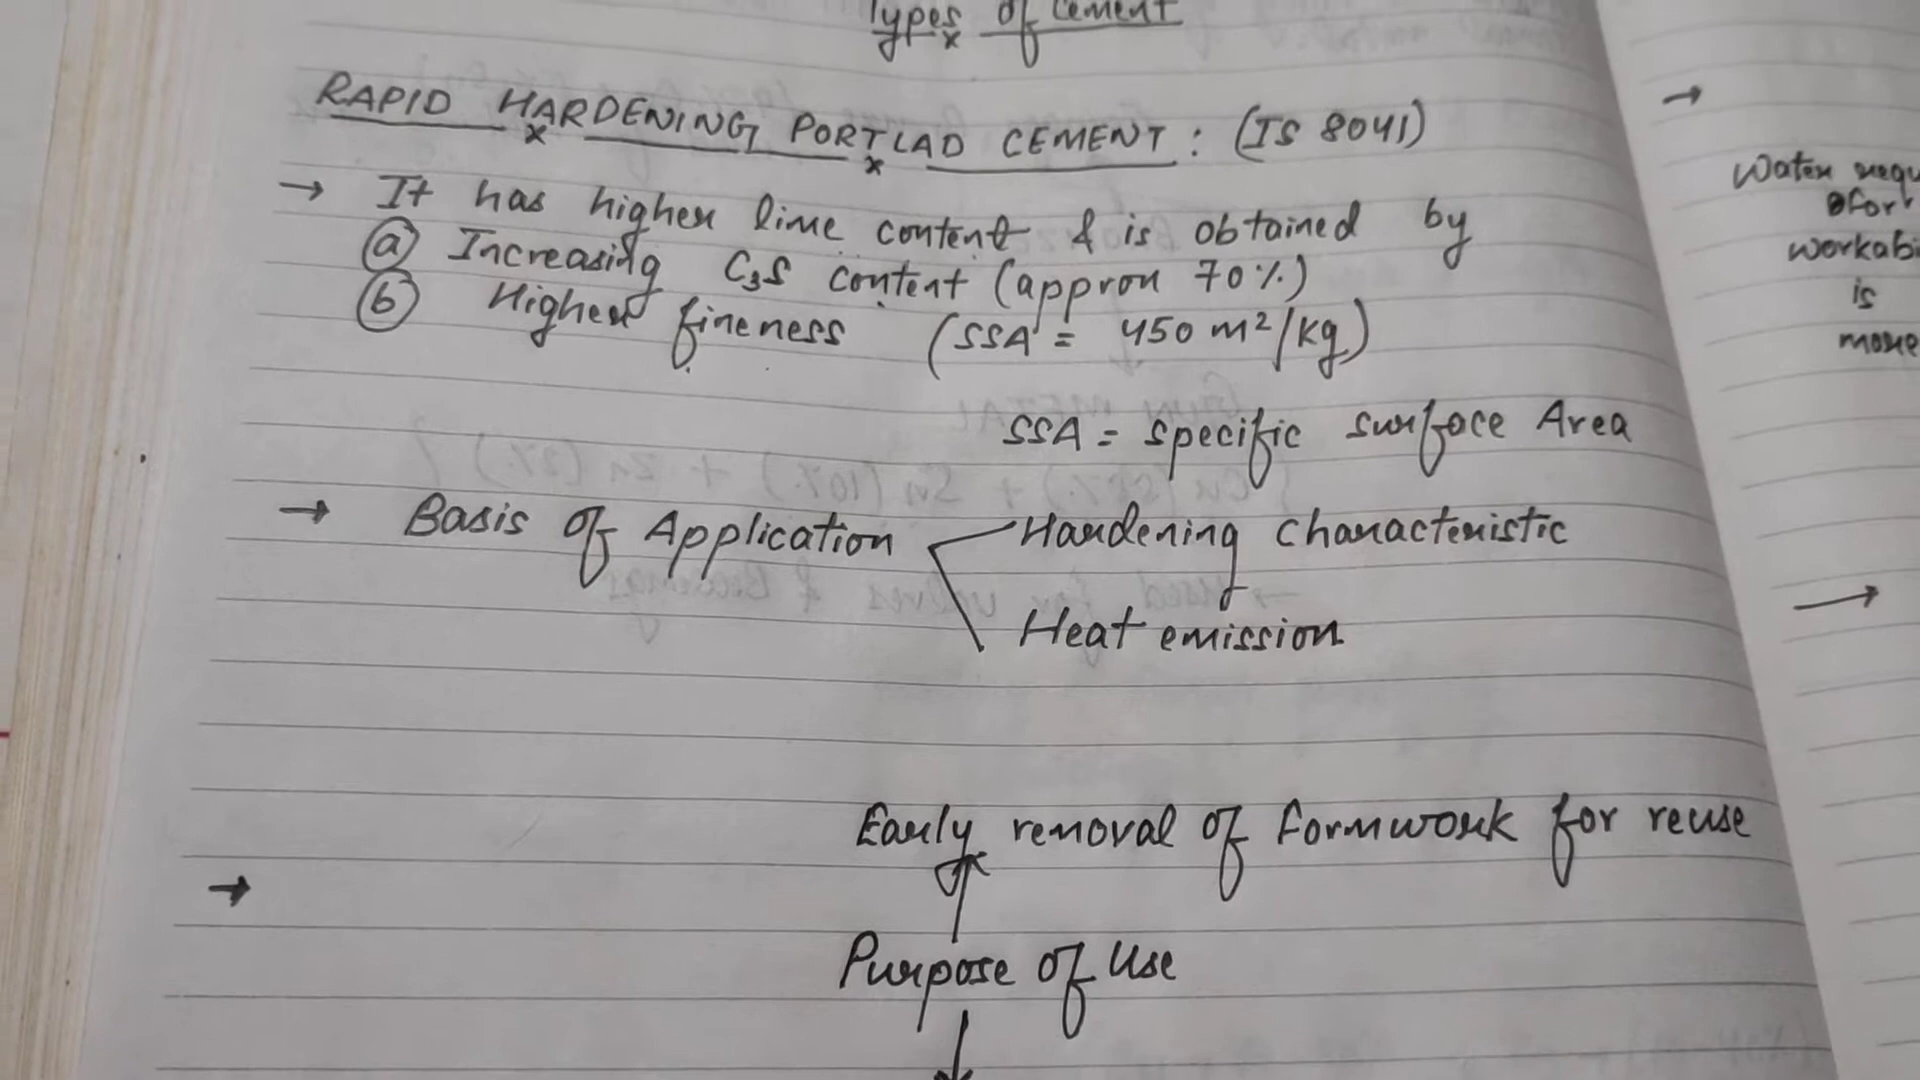 Types of Cement
RAPID HARDENING PORTLAD CEMENT : (IS 8041)
→ It has higher lime content & is obtained by
(a) Increasing C3S content (approx 70%)
(b) Higher fineness (SSA = 450 m²/kg)
SSA = specific surface Area
→ Basis of Application
Hardening characteristic
Heat emission
Early removal of formwork for reuse
→
Purpose of Use
→
Water
workabi
is
more
→